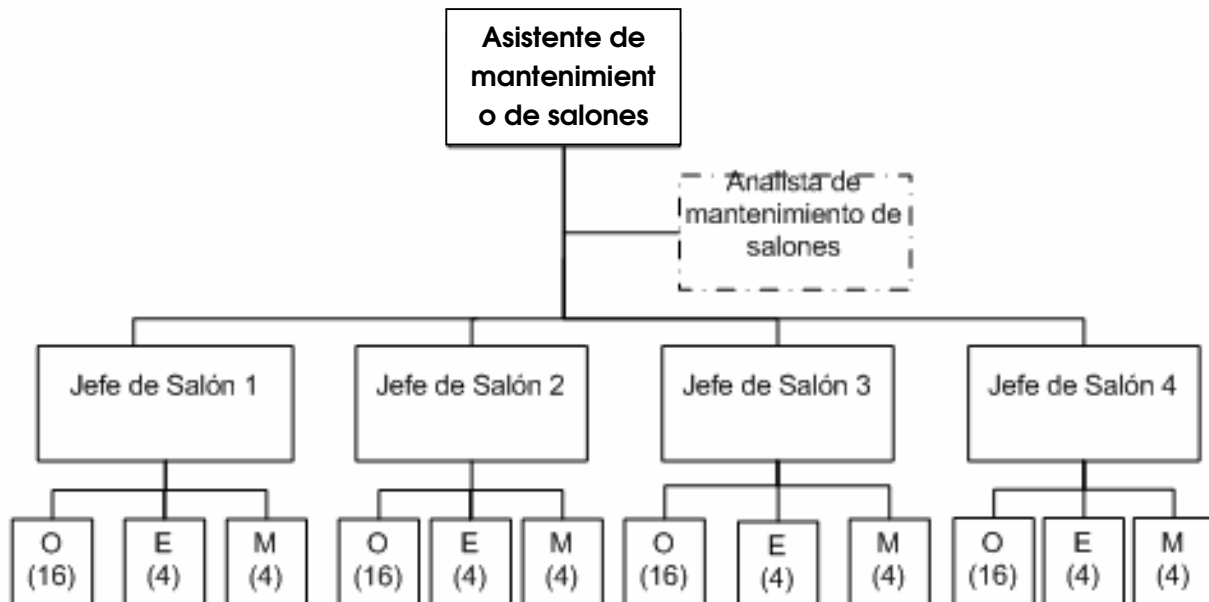 Asistente de
mantenimient
o de salones
Analista de
mantenimiento de
salones
Jefe de Salón 1
Jefe de Salón 2
Jefe de Salón 3
Jefe de Salón 4
O
(16)
E
(4)
M
(4)
O
(16)
E
(4)
M
(4)
O
(16)
E
(4)
M
(4)
O
(16)
E
(4)
M
(4)